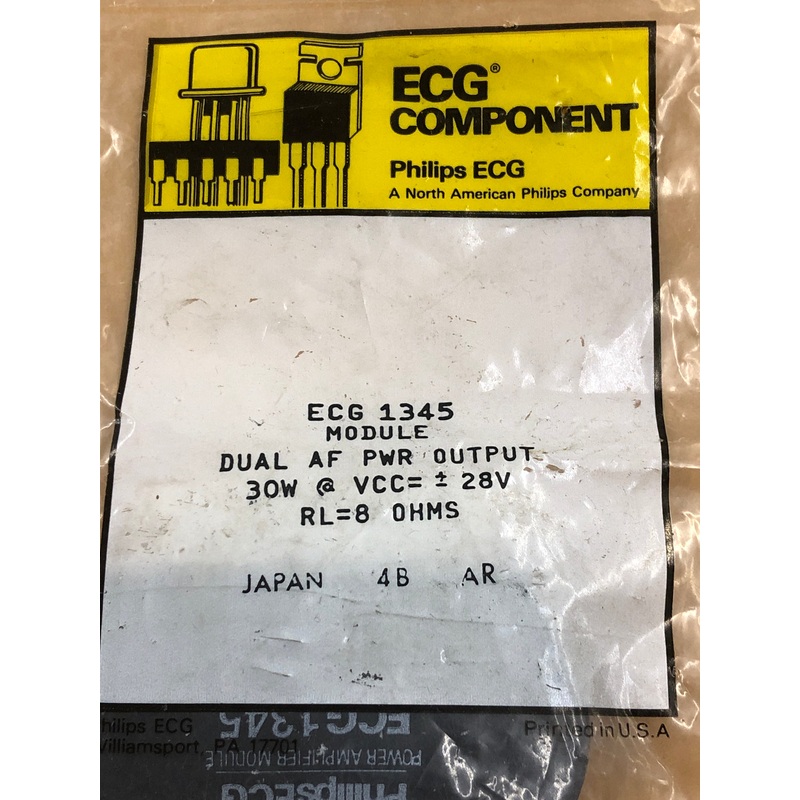 ECG®
COMPONENT
Philips ECG
A North American Philips Company
ECG 1345
MODULE
DUAL AF PWR OUTPUT
30W @ VCC= ± 28V
RL=8 OHMS
JAPAN 4B AR
Philips ECG
Williamsport, PA 17701
Printed in U.S.A
ECG1345
POWER AMPLIFIER MODULE
PhilipsECG